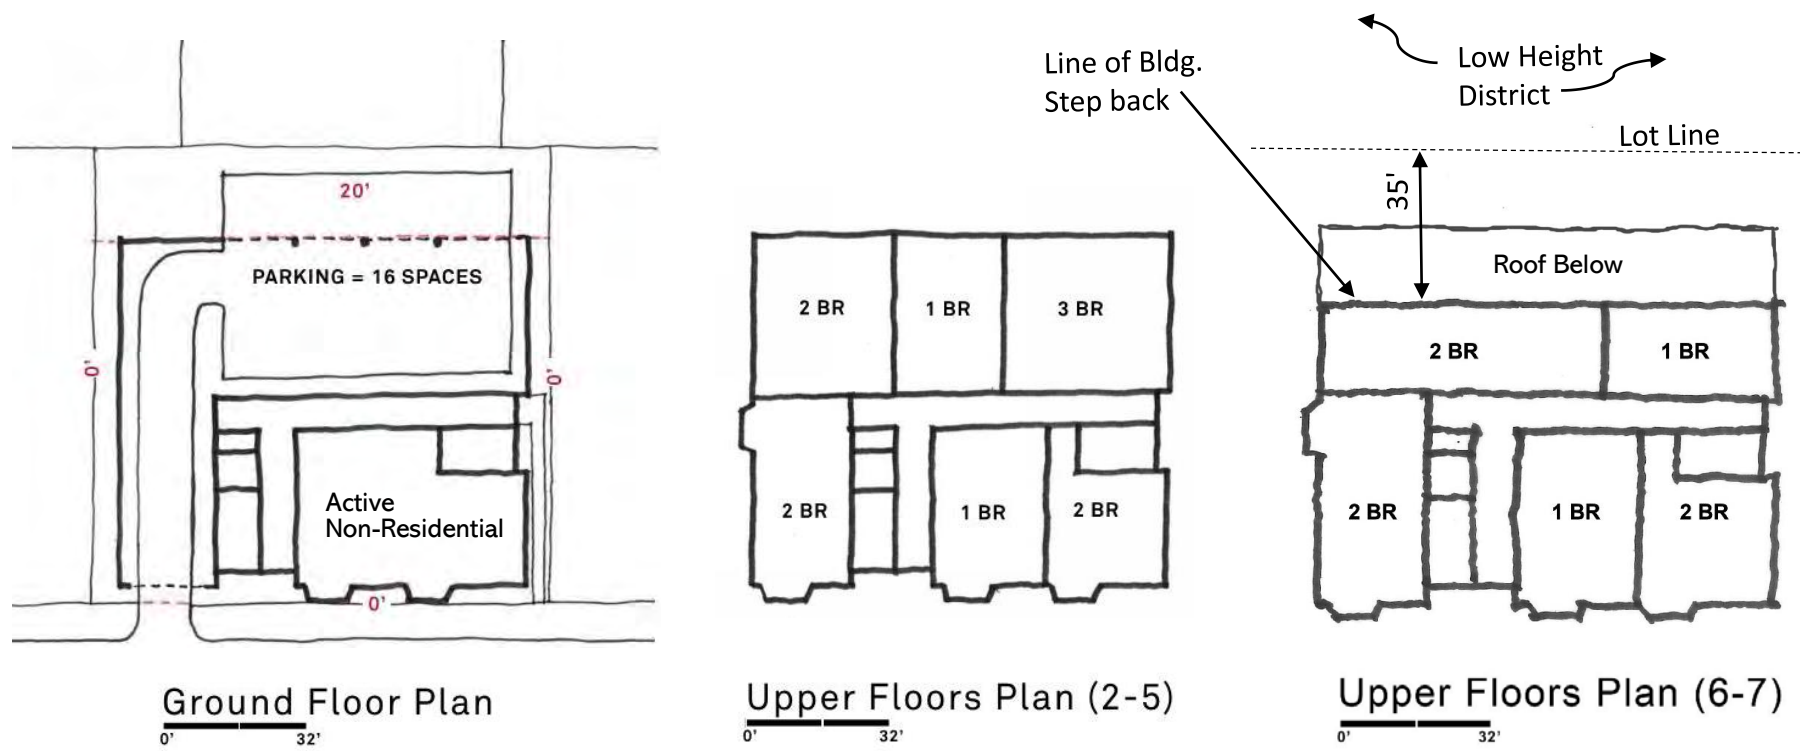 20'
PARKING = 16 SPACES
0'
0'
Active
Non-Residential
0'
Ground Floor Plan
0'
32'
2 BR
1 BR
3 BR
2 BR
1 BR
2 BR
Upper Floors Plan (2-5)
0'
32'
Line of Bldg.
Step back
Low Height
District
Lot Line
35'
Roof Below
2 BR
1 BR
2 BR
1 BR
2 BR
Upper Floors Plan (6-7)
0'
32'